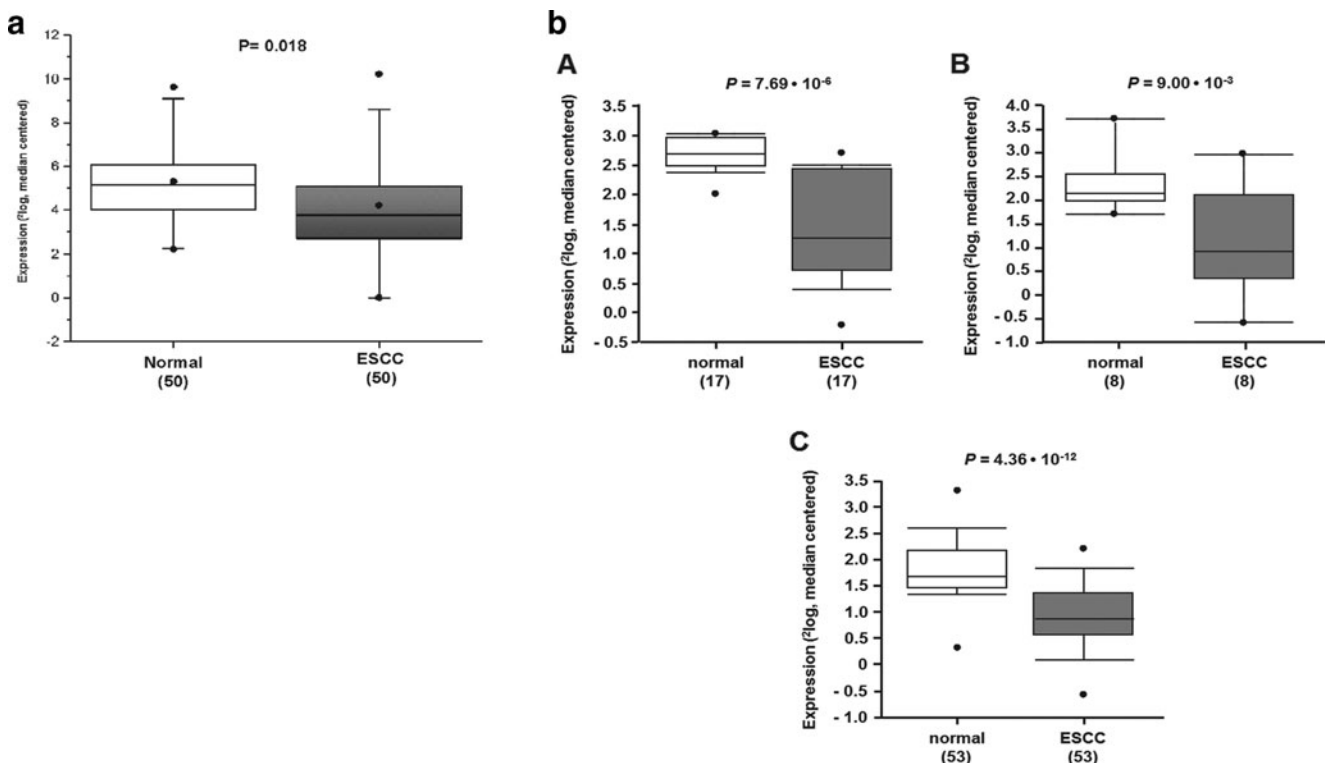 a
P= 0.018
Expression (²log, median centered)
12
10
8
6
4
2
0
-2
Normal
(50)
ESCC
(50)
b
A
P = 7.69 • 10⁻⁶
Expression (²log, median centered)
3.5
3.0
2.5
2.0
1.5
1.0
0.5
0.0
- 0.5
normal
(17)
ESCC
(17)
B
P = 9.00 • 10⁻³
Expression (²log, median centered)
4.0
3.5
3.0
2.5
2.0
1.5
1.0
0.5
0
- 0.5
- 1.0
normal
(8)
ESCC
(8)
C
P = 4.36 • 10⁻¹²
Expression (²log, median centered)
3.5
3.0
2.5
2.0
1.5
1.0
0.5
0
- 0.5
- 1.0
normal
(53)
ESCC
(53)